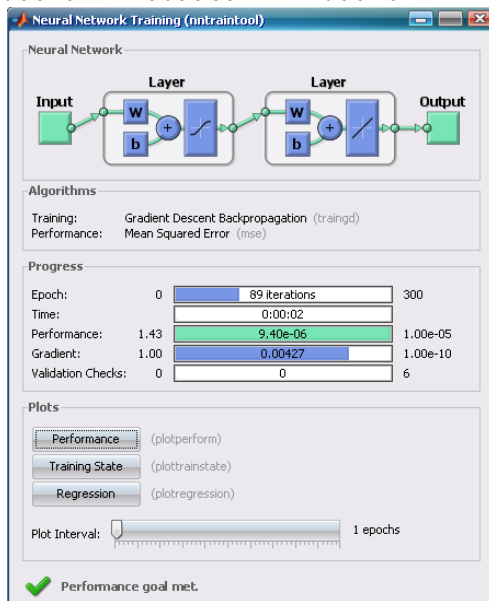 Neural Network Training (nntraintool)
Neural Network
Layer Layer
Input Output
W W
+ +
b b
Algorithms
Training: Gradient Descent Backpropagation (traingd)
Performance: Mean Squared Error (mse)
Progress
Epoch: 0 89 iterations 300
Time: 0:00:02
Performance: 1.43 9.40e-06 1.00e-05
Gradient: 1.00 0.00427 1.00e-10
Validation Checks: 0 0 6
Plots
Performance (plotperform)
Training State (plottrainstate)
Regression (plotregression)
Plot Interval: 1 epochs
Performance goal met.